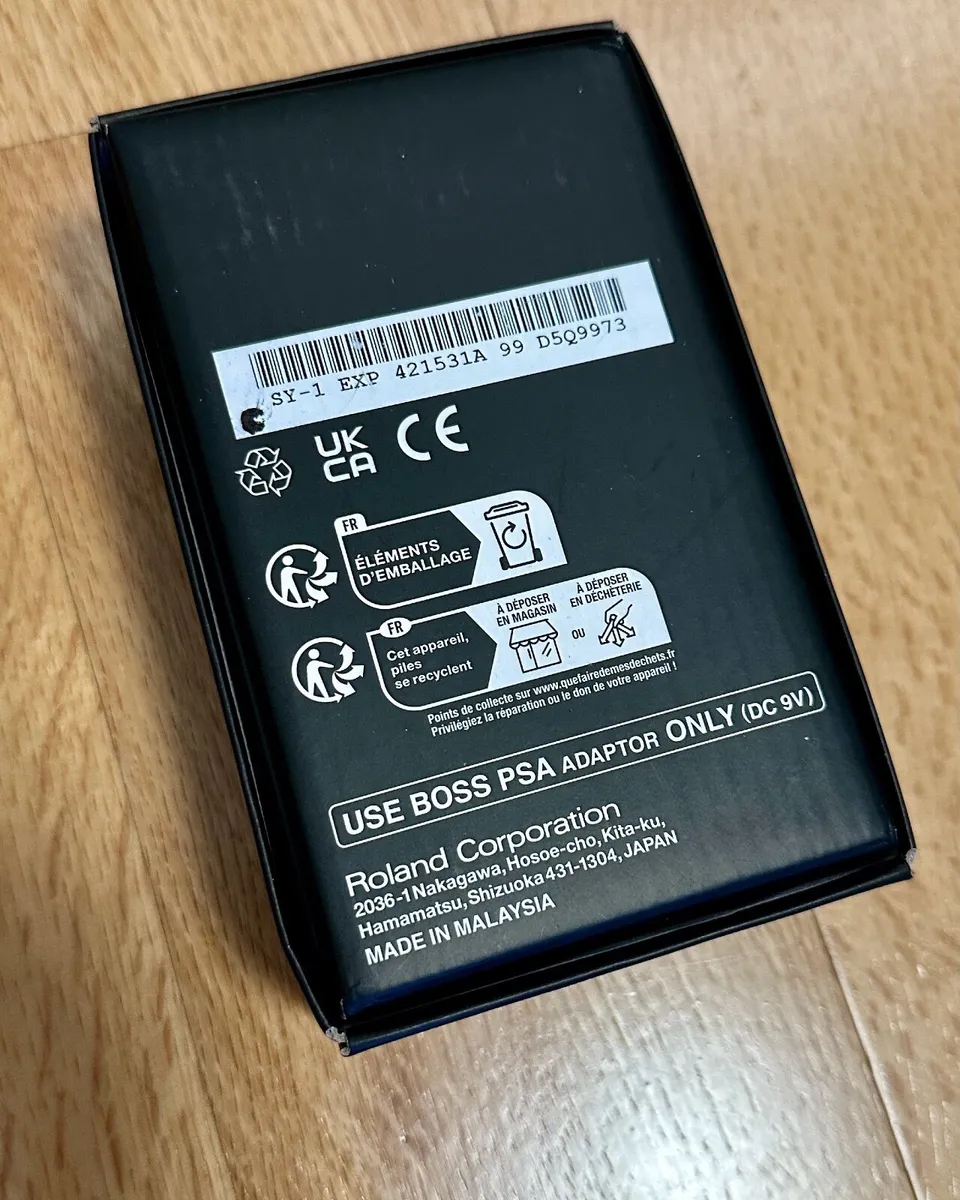 SY-1 EXP 421531A 99 D5Q9973
UK
CA
CE
FR
ÉLÉMENTS
D'EMBALLAGE
FR
Cet appareil,
piles
se recyclent
À DÉPOSER
EN MAGASIN
OU
À DÉPOSER
EN DÉCHÈTERIE
Points de collecte sur www.quefairedemesdechets.fr
Privilégiez la réparation ou le don de votre appareil !
USE BOSS PSA ADAPTOR ONLY (DC 9V)
Roland Corporation
2036-1 Nakagawa, Hosoe-cho, Kita-ku,
Hamamatsu, Shizuoka 431-1304, JAPAN
MADE IN MALAYSIA